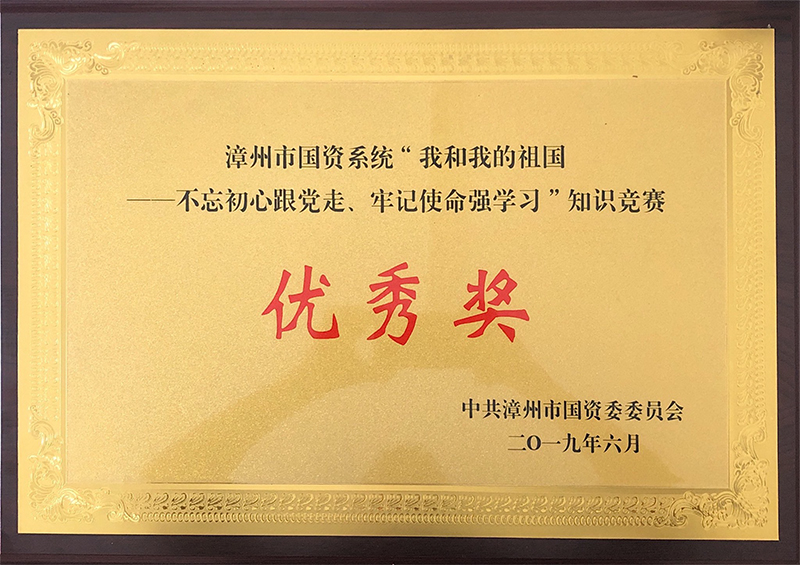 漳州市国资系统“我和我的祖国
——不忘初心跟党走、牢记使命强学习”知识竞赛
优秀奖
中共漳州市国资委委员会
二〇一九年六月